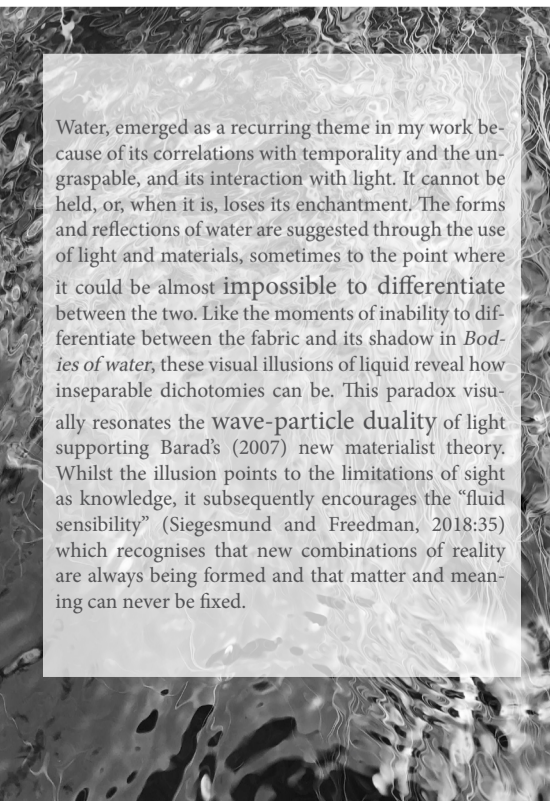 Water, emerged as a recurring theme in my work be-
cause of its correlations with temporality and the un-
graspable, and its interaction with light. It cannot be
held, or, when it is, loses its enchantment. The forms
and reflections of water are suggested through the use
of light and materials, sometimes to the point where
it could be almost impossible to differentiate
between the two. Like the moments of inability to dif-
ferentiate between the fabric and its shadow in Bod-
ies of water, these visual illusions of liquid reveal how
inseparable dichotomies can be. This paradox visu-
ally resonates the wave-particle duality of light
supporting Barad’s (2007) new materialist theory.
Whilst the illusion points to the limitations of sight
as knowledge, it subsequently encourages the “fluid
sensibility” (Siegesmund and Freedman, 2018:35)
which recognises that new combinations of reality
are always being formed and that matter and mean-
ing can never be fixed.